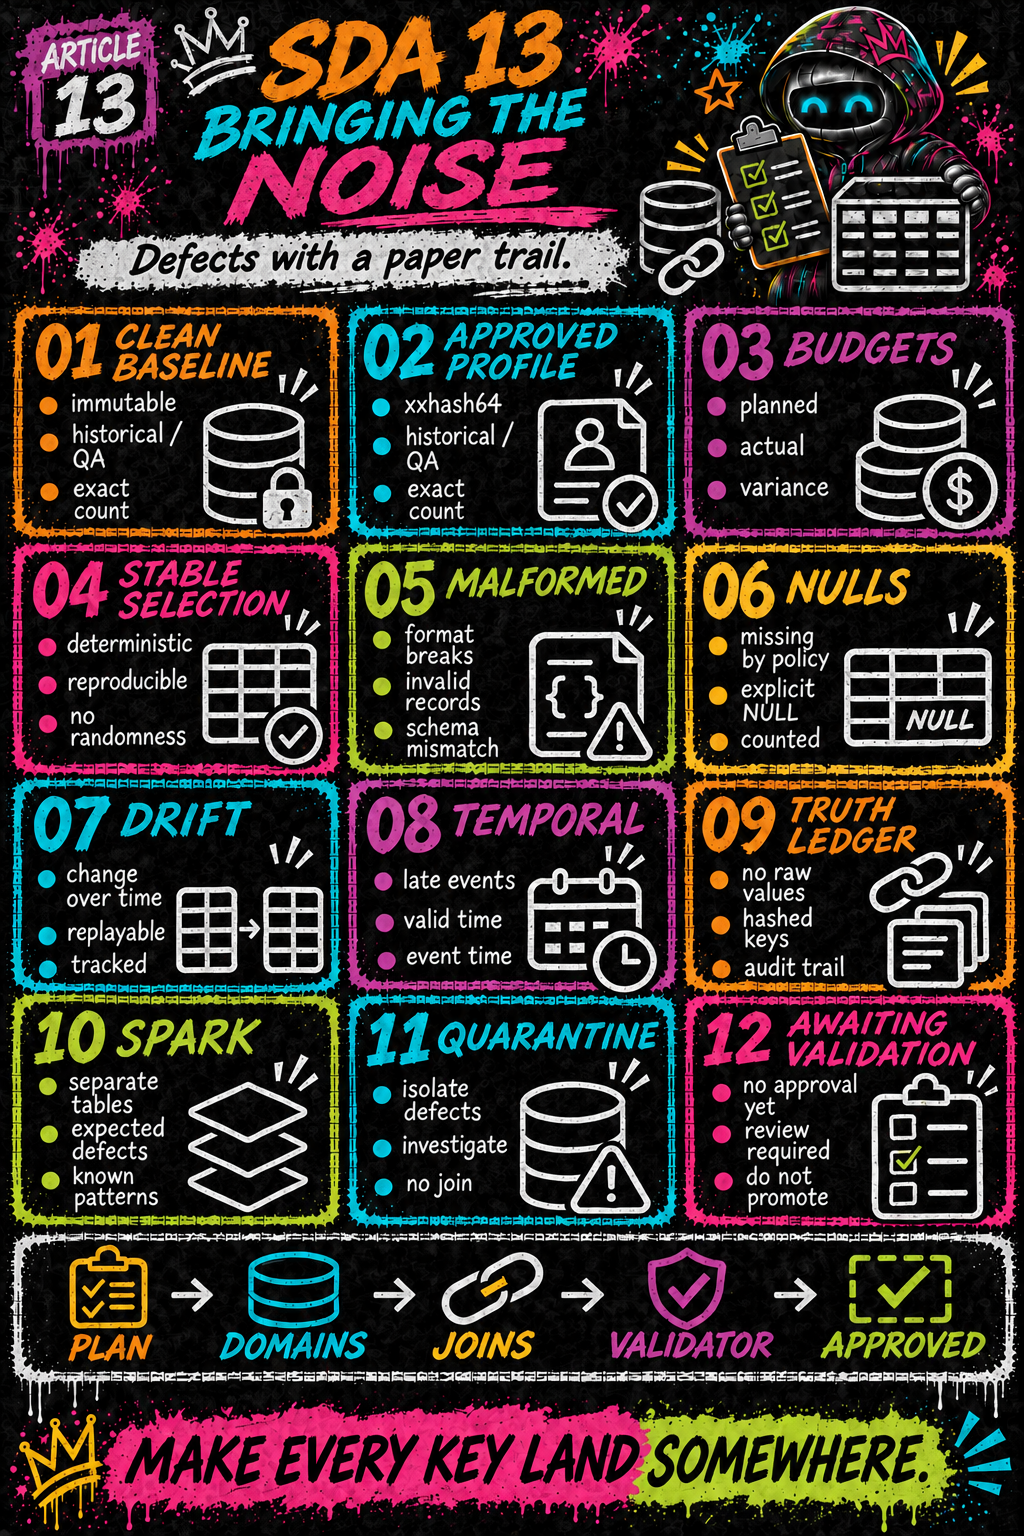 ARTICLE
13
SDA 13
BRINGING THE
NOISE
Defects with a paper trail.
01 CLEAN
BASELINE
immutable
historical /
QA
exact
count
02 APPROVED
PROFILE
xxhash64
historical /
QA
exact
count
03 BUDGETS
planned
actual
variance
$
04 STABLE
SELECTION
deterministic
reproducible
no
randomness
05 MALFORMED
format
breaks
invalid
records
schema
mismatch
{}
!
06 NULLS
missing
by policy
explicit
NULL
counted
NULL
07 DRIFT
change
over time
replayable
tracked
08 TEMPORAL
late events
valid time
event time
09 TRUTH
LEDGER
no raw
values
hashed
keys
audit trail
10 SPARK
separate
tables
expected
defects
known
patterns
11 QUARANTINE
isolate
defects
investigate
no join
!
12 AWAITING
VALIDATION
no approval
yet
review
required
do not
promote
PLAN
DOMAINS
JOINS
VALIDATOR
APPROVED
MAKE EVERY KEY LAND SOMEWHERE.